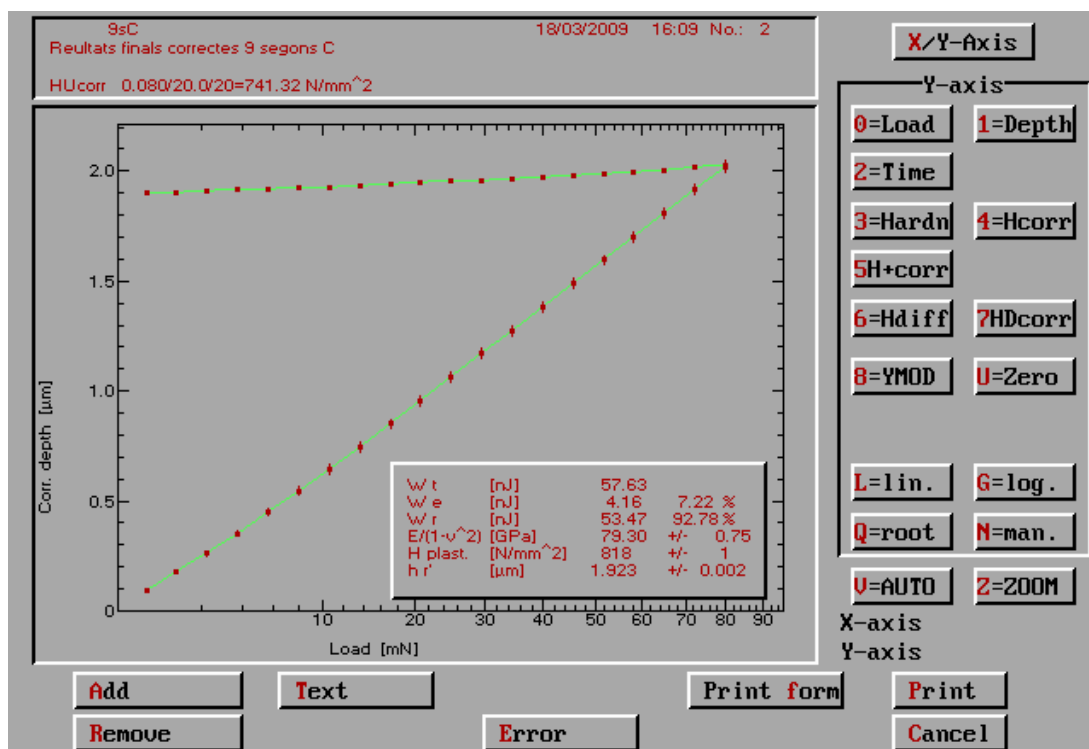 9sC 18/03/2009 16:09 No.: 2
Reultats finals correctes 9 segons C
HUcorr 0.080/20.0/20=741.32 N/mm^2
X/Y-Axis
Y-axis
0=Load 1=Depth
2=Time
3=Hardn 4=Hcorr
5H+corr
6=Hdiff 7HDcorr
8=YMOD U=Zero
L=lin. G=log.
Q=root N=man.
V=AUTO Z=ZOOM
X-axis
Y-axis
Corr. depth [µm]
2.0
1.5
1.0
0.5
0
10 20 30 40 50 60 70 80 90
Load [mN]
W t [nJ] 57.63
W e [nJ] 4.16 7.22 %
W r [nJ] 53.47 92.78 %
E/(1-v^2) [GPa] 79.30 +/- 0.75
H plast. [N/mm^2] 818 +/- 1
h r' [µm] 1.923 +/- 0.002
Add Text Print form Print
Remove Error Cancel